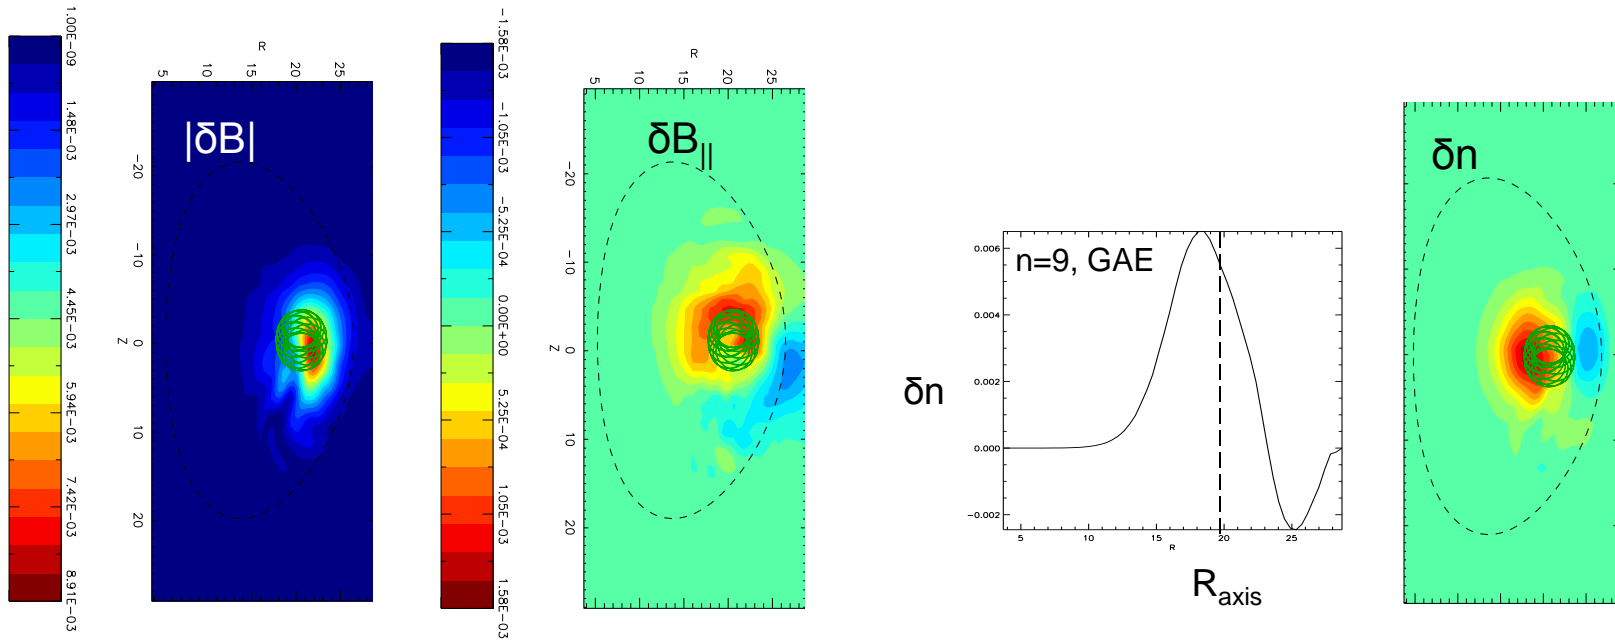 1.00E-09
1.48E-03
2.97E-03
4.45E-03
5.94E-03
7.42E-03
8.91E-03
R
5 10 15 20 25
|δB|
-20
-10
0
10
20
Z
-1.58E-03
-1.05E-03
-5.25E-04
0.00E+00
5.25E-04
1.05E-03
1.58E-03
R
5 10 15 20 25
δB||
-20
-10
0
10
20
Z
n=9, GAE
0.006
0.004
0.002
0.000
-0.002
δn
5 10 15 20 25
R
Raxis
δn